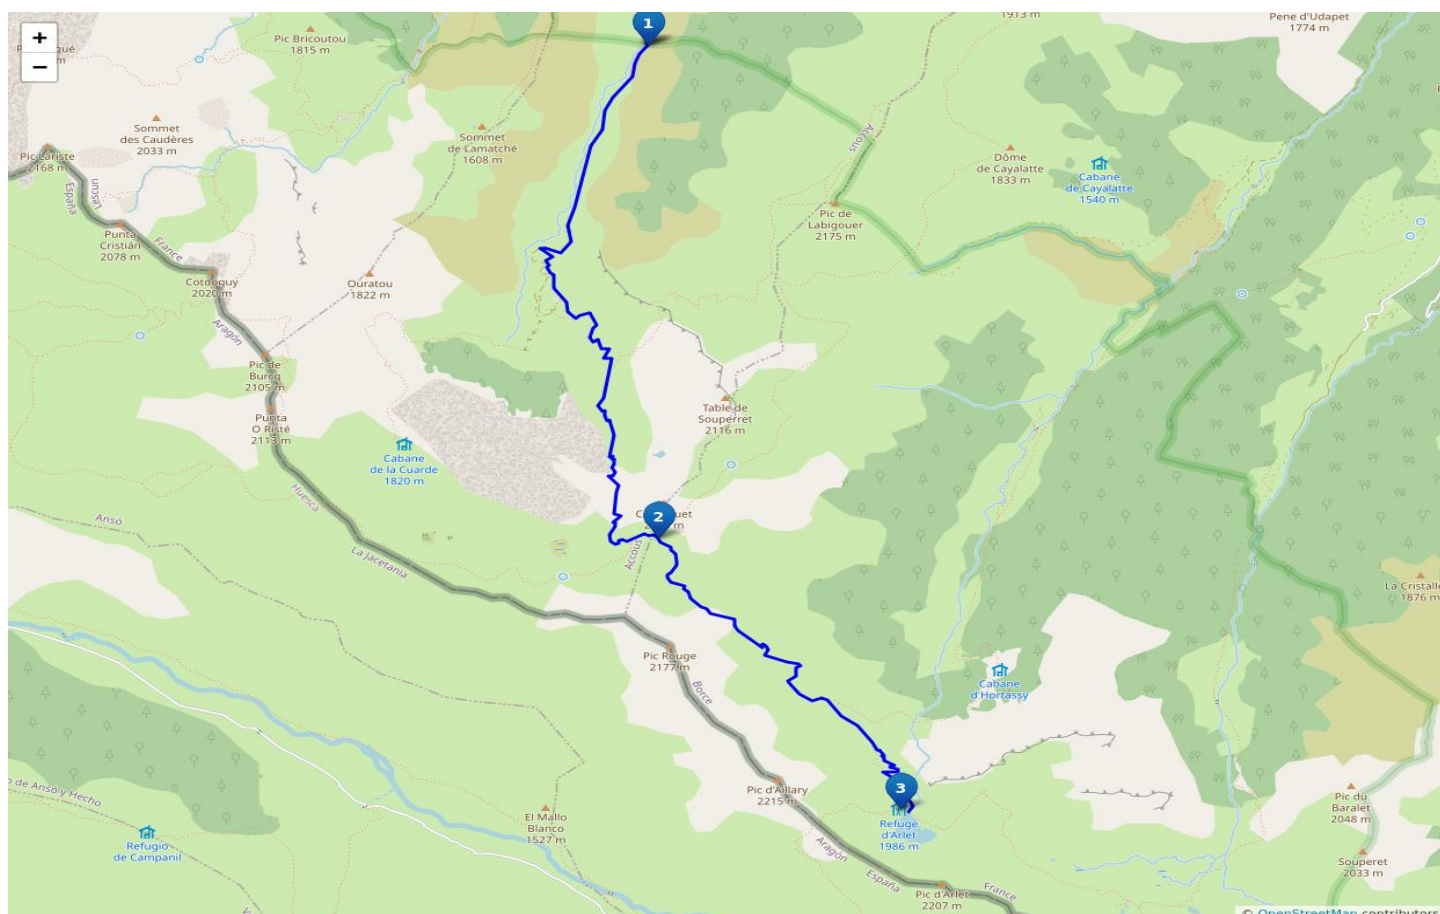 1
1913 m
Pene d'Udapet
1774 m
+
−
Pic Bricoutou
1815 m
Sommet
des Caudères
2033 m
Sommet
de Lamatché
1608 m
Accous
Dôme
de Cayalatte
1833 m
Cabane
de Cayalatte
1540 m
Pic Lariste
2168 m
España
Lescun
Pic de
Labigouer
2175 m
Punta
Cristián
2078 m
France
Cotdoguy
2020 m
Ouratou
1822 m
Aragón
Pic de
Burcq
2105 m
Punta
O Risté
2113 m
Table de
Souperret
2116 m
Cabane
de la Cuarde
1820 m
Huesca
Ansó
2
Accous
La Jacetania
La Cristalle
1876 m
Pic Rouge
2177 m
Borce
Cabane
d'Hortassy
Pic d'Aillary
2215 m
3
Refuge
d'Arlet
1986 m
o de Ansó y Hecho
El Mallo
Blanco
1527 m
Pic du
Baralet
2048 m
Refugio
de Campanil
Aragón
España
Souperet
2033 m
Pic d'Arlet
2207 m
France
© OpenStreetMap contributors